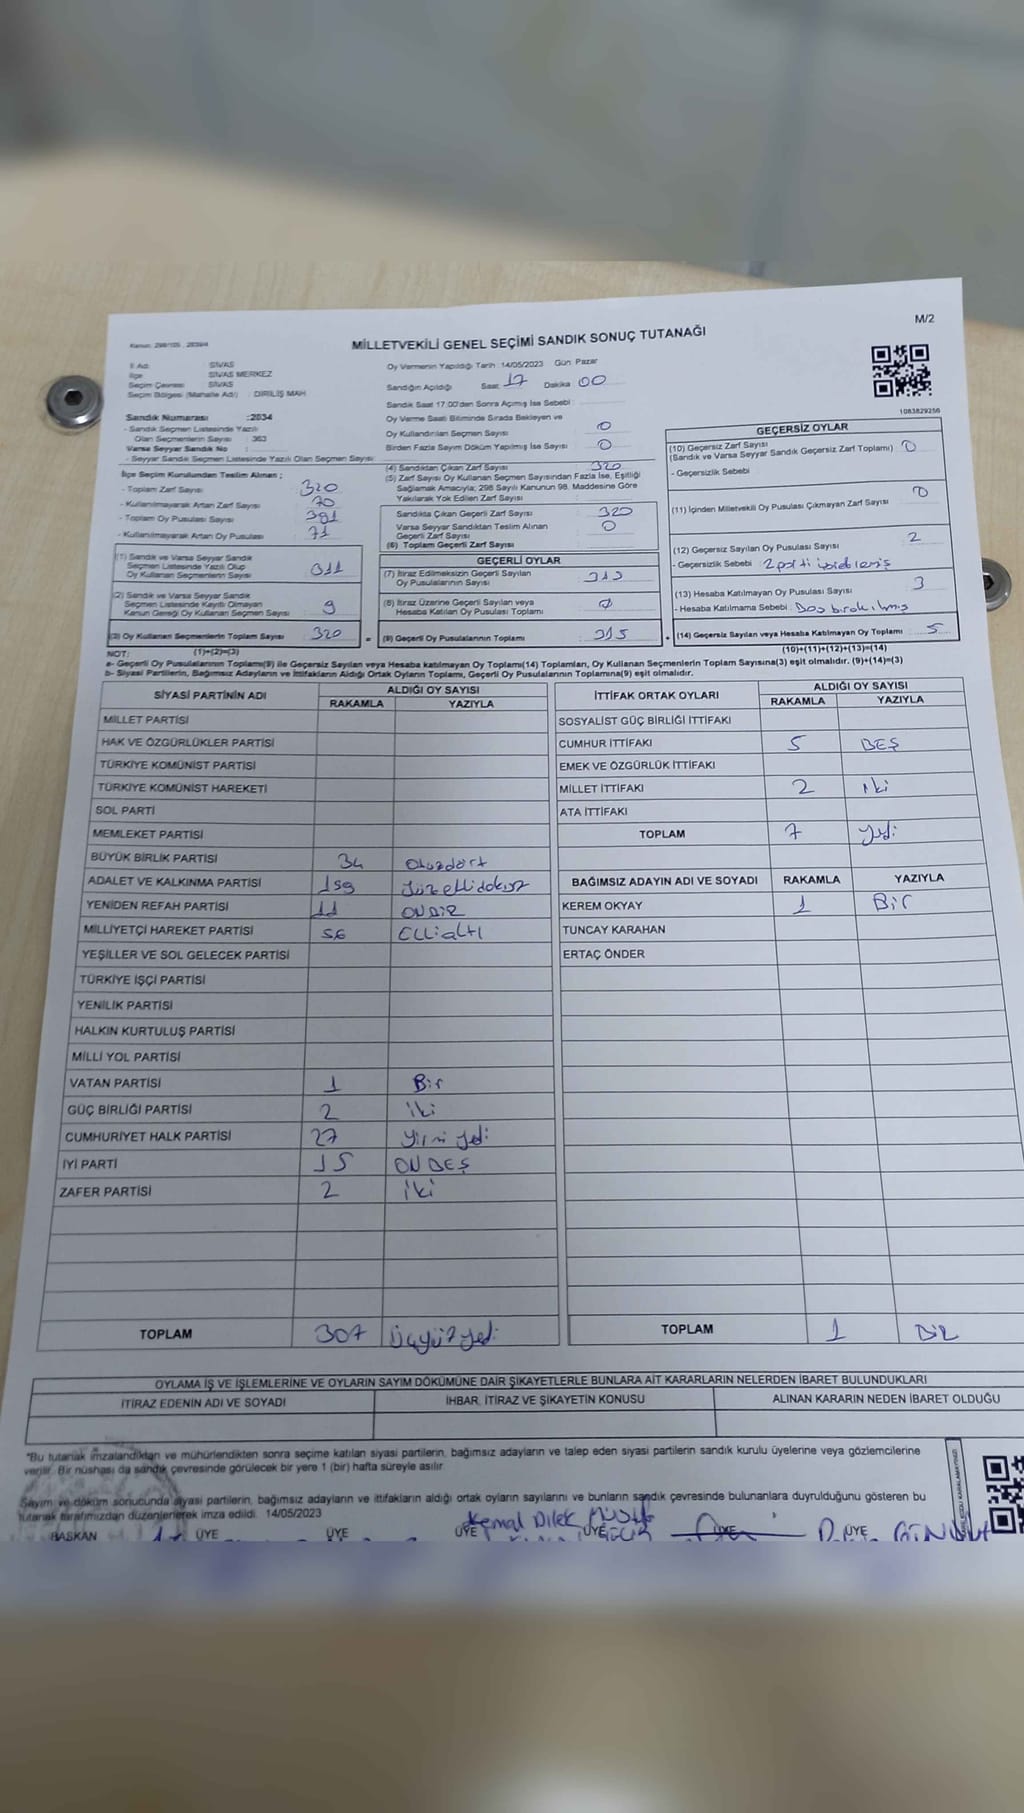 M/2
Kanun: 298/105 , 2839/4
MİLLETVEKİLİ GENEL SEÇİMİ SANDIK SONUÇ TUTANAĞI
İl Adı : SİVAS
İlçe : SİVAS MERKEZ
Seçim Çevresi : SİVAS
Seçim Bölgesi (Mahalle Adı) : DİRİLİŞ MAH
Sandık Numarası :2034
- Sandık Seçmen Listesinde Yazılı
Olan Seçmenlerin Sayısı : 363
Varsa Seyyar Sandık No :
- Seyyar Sandık Seçmen Listesinde Yazılı Olan Seçmen Sayısı:
Oy Vermenin Yapıldığı Tarih :14/05/2023 Gün: Pazar
Sandığın Açıldığı Saat: 17 Dakika 00
Sandık Saat 17:00'den Sonra Açılmış İse Sebebi :
Oy Verme Saati Bitiminde Sırada Bekleyen ve
Oy Kullandırılan Seçmen Sayısı : 0
Birden Fazla Sayım Döküm Yapılmış İse Sayısı : 0
1083829256
İlçe Seçim Kurulundan Teslim Alınan ;
- Toplam Zarf Sayısı
- Kullanılmayarak Artan Zarf Sayısı : 70
- Toplam Oy Pusulası Sayısı : 391
- Kullanılmayarak Artan Oy Pusulası : 71
(1) Sandık ve Varsa Seyyar Sandık
Seçmen Listesinde Yazılı Olup
Oy Kullanan Seçmenlerin Sayısı : 311
(2) Sandık ve Varsa Seyyar Sandık
Seçmen Listesinde Kayıtlı Olmayan
Kanun Gereği Oy Kullanan Seçmen Sayısı : 9
(3) Oy Kullanan Seçmenlerin Toplam Sayısı : 320
(4) Sandıktan Çıkan Zarf Sayısı : 320
(5) Zarf Sayısı Oy Kullanan Seçmen Sayısından Fazla İse, Eşitliği
Sağlamak Amacıyla; 298 Sayılı Kanunun 98. Maddesine Göre
Yakılarak Yok Edilen Zarf Sayısı :
Sandıkta Çıkan Geçerli Zarf Sayısı : 320
Varsa Seyyar Sandıktan Teslim Alınan
Geçerli Zarf Sayısı : 0
(6) Toplam Geçerli Zarf Sayısı :
GEÇERLİ OYLAR
(7) İtiraz Edilmeksizin Geçerli Sayılan
Oy Pusulalarının Sayısı :
(8) İtiraz Üzerine Geçerli Sayılan veya
Hesaba Katılan Oy Pusulası Toplamı : 0
= (9) Geçerli Oy Pusulalarının Toplamı : 315
GEÇERSİZ OYLAR
(10) Geçersiz Zarf Sayısı
(Sandık ve Varsa Seyyar Sandık Geçersiz Zarf Toplamı) : 0
- Geçersizlik Sebebi
(11) İçinden Milletvekili Oy Pusulası Çıkmayan Zarf Sayısı 0
(12) Geçersiz Sayılan Oy Pusulası Sayısı 2
- Geçersizlik Sebebi 2 parti
(13) Hesaba Katılmayan Oy Pusulası Sayısı 3
- Hesaba Katılmama Sebebi : Boş bırakılmış
+ (14) Geçersiz Sayılan veya Hesaba Katılmayan Oy Toplamı : 5
NOT: (1)+(2)=(3)
(10)+(11)+(12)+(13)=(14)
a- Geçerli Oy Pusulalarının Toplamı(9) ile Geçersiz Sayılan veya Hesaba katılmayan Oy Toplamı(14) Toplamları, Oy Kullanan Seçmenlerin Toplam Sayısına(3) eşit olmalıdır. (9)+(14)=(3)
b- Siyasi Partilerin, Bağımsız Adayların ve İttifakların Aldığı Ortak Oyların Toplamı, Geçerli Oy Pusulalarının Toplamına(9) eşit olmalıdır.
SİYASİ PARTİNİN ADI ALDIĞI OY SAYISI
RAKAMLA YAZIYLA
MİLLET PARTİSİ
HAK VE ÖZGÜRLÜKLER PARTİSİ
TÜRKİYE KOMÜNİST PARTİSİ
TÜRKİYE KOMÜNİST HAREKETİ
SOL PARTİ
MEMLEKET PARTİSİ
BÜYÜK BİRLİK PARTİSİ 34 Otuzdört
ADALET VE KALKINMA PARTİSİ 159 yüzellidokuz
YENİDEN REFAH PARTİSİ 11 ONBİR
MİLLİYETÇİ HAREKET PARTİSİ 56 Ellialtı
YEŞİLLER VE SOL GELECEK PARTİSİ
TÜRKİYE İŞÇİ PARTİSİ
YENİLİK PARTİSİ
HALKIN KURTULUŞ PARTİSİ
MİLLİ YOL PARTİSİ
VATAN PARTİSİ 1 Bir
GÜÇ BİRLİĞİ PARTİSİ 2 iki
CUMHURİYET HALK PARTİSİ 27 yirmi yedi
İYİ PARTİ 15 ON BEŞ
ZAFER PARTİSİ 2 iki
TOPLAM 307 Üçyüz yedi
İTTİFAK ORTAK OYLARI ALDIĞI OY SAYISI
RAKAMLA YAZIYLA
SOSYALİST GÜÇ BİRLİĞİ İTTİFAKI
CUMHUR İTTİFAKI 5 BEŞ
EMEK VE ÖZGÜRLÜK İTTİFAKI
MİLLET İTTİFAKI 2 iki
ATA İTTİFAKI
TOPLAM 7 yedi
BAĞIMSIZ ADAYIN ADI VE SOYADI RAKAMLA YAZIYLA
KEREM OKYAY 1 Bir
TUNCAY KARAHAN
ERTAÇ ÖNDER
TOPLAM 1 BİR
OYLAMA İŞ VE İŞLEMLERİNE VE OYLARIN SAYIM DÖKÜMÜNE DAİR ŞİKAYETLERLE BUNLARA AİT KARARLARIN NELERDEN İBARET BULUNDUKLARI
İTİRAZ EDENİN ADI VE SOYADI İHBAR, İTİRAZ VE ŞİKAYETİN KONUSU ALINAN KARARIN NEDEN İBARET OLDUĞU
*Bu tutanak imzalandıktan ve mühürlendikten sonra seçime katılan siyasi partilerin, bağımsız adayların ve talep eden siyasi partilerin sandık kurulu üyelerine veya gözlemcilerine
verilir. Bir nüshası da sandık çevresinde görülecek bir yere 1 (bir) hafta süreyle asılır.
Sayım ve döküm sonucunda siyasi partilerin, bağımsız adayların ve ittifakların aldığı ortak oyların sayılarını ve bunların sandık çevresinde bulunanlara duyrulduğunu gösteren bu
tutanak tarafımızdan düzenlenerek imza edildi. 14/05/2023
Kemal Dilek
BAŞKAN ÜYE ÜYE ÜYE ÜYE ÜYE ÜYE